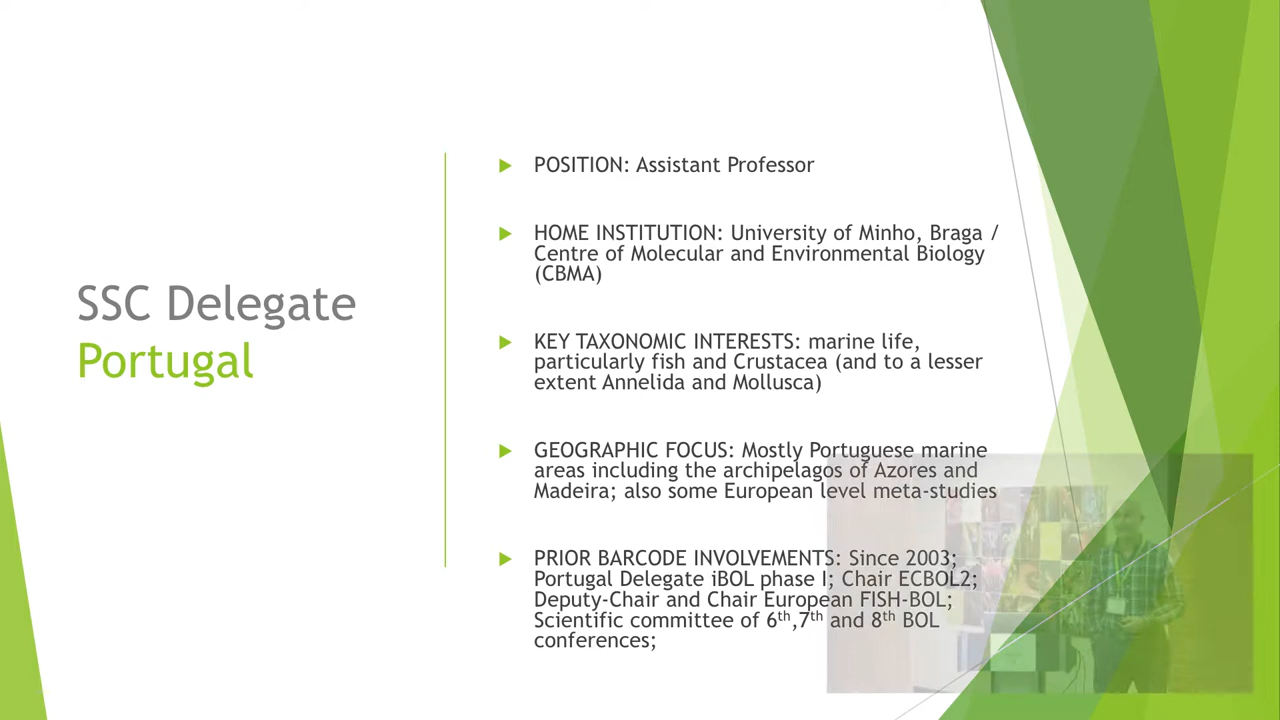 SSC Delegate
Portugal
POSITION: Assistant Professor
HOME INSTITUTION: University of Minho, Braga /
Centre of Molecular and Environmental Biology
(CBMA)
KEY TAXONOMIC INTERESTS: marine life,
particularly fish and Crustacea (and to a lesser
extent Annelida and Mollusca)
GEOGRAPHIC FOCUS: Mostly Portuguese marine
areas including the archipelagos of Azores and
Madeira; also some European level meta-studies
PRIOR BARCODE INVOLVEMENTS: Since 2003;
Portugal Delegate iBOL phase I; Chair ECBOL2;
Deputy-Chair and Chair European FISH-BOL;
Scientific committee of 6th,7th and 8th BOL
conferences;